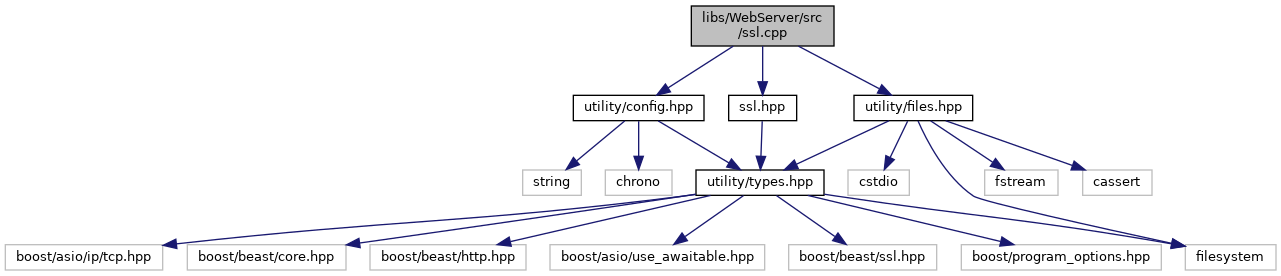 libs/WebServer/src
/ssl.cpp
utility/config.hpp
ssl.hpp
utility/files.hpp
string
chrono
utility/types.hpp
cstdio
fstream
cassert
boost/asio/ip/tcp.hpp
boost/beast/core.hpp
boost/beast/http.hpp
boost/asio/use_awaitable.hpp
boost/beast/ssl.hpp
boost/program_options.hpp
filesystem